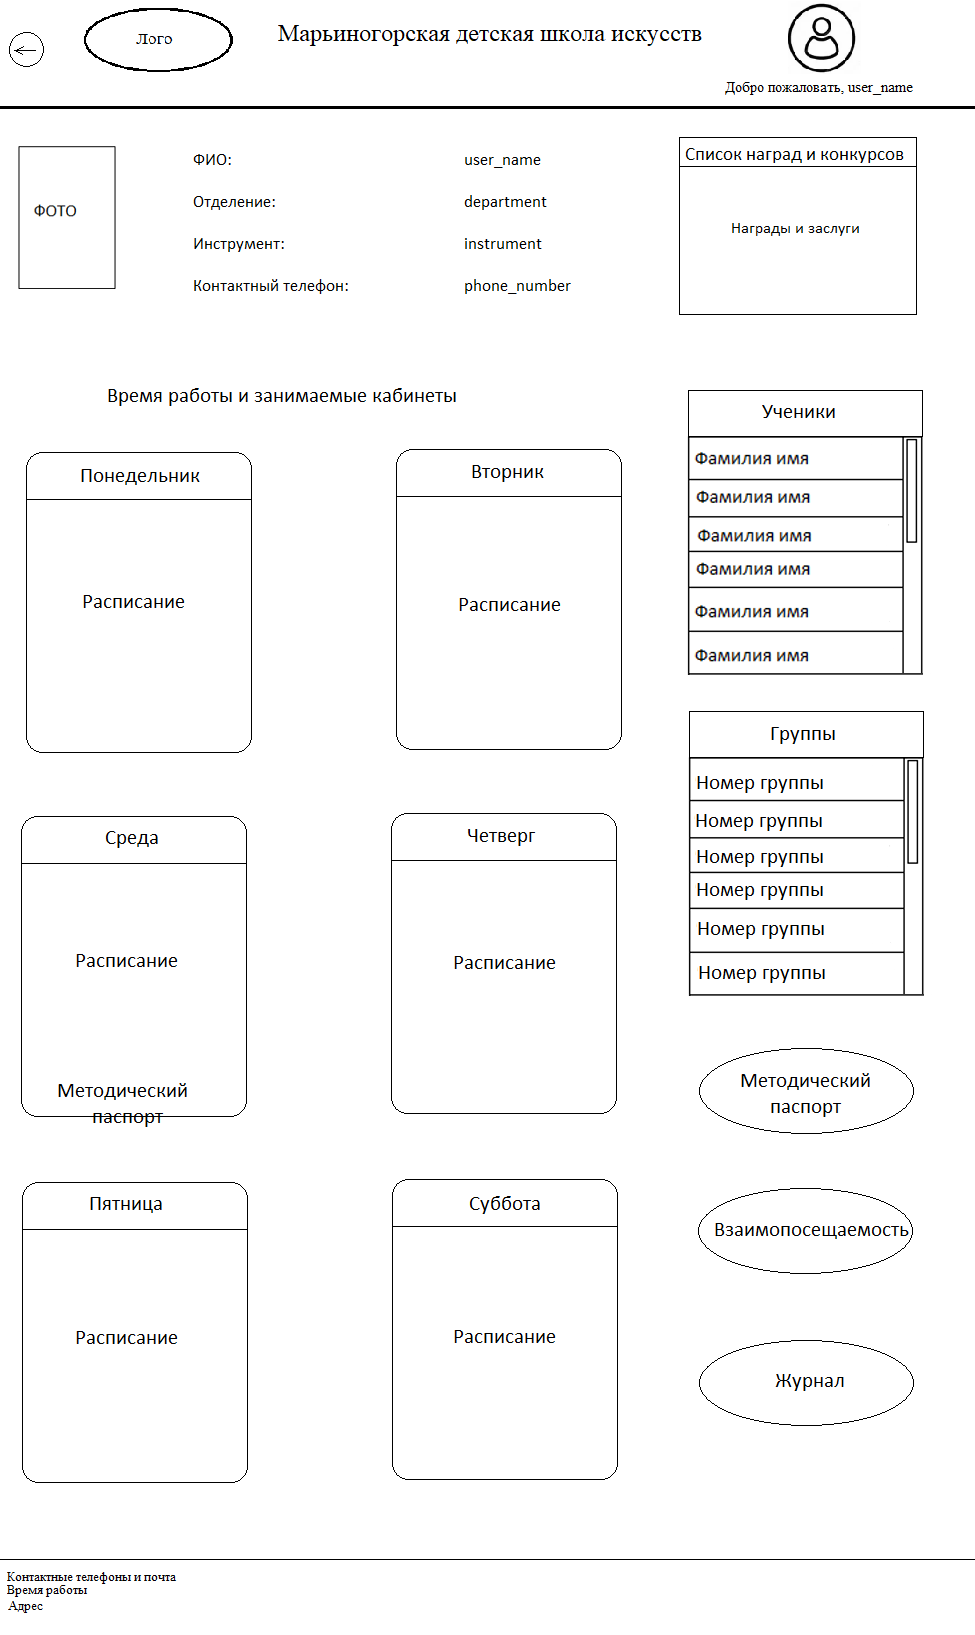 Лого
Марьиногорская детская школа искусств
Добро пожаловать, user_name
ФОТО
ФИО:
user_name
Отделение:
department
Инструмент:
instrument
Контактный телефон:
phone_number
Список наград и конкурсов
Награды и заслуги
Время работы и занимаемые кабинеты
Понедельник
Расписание
Вторник
Расписание
Ученики
Фамилия имя
Фамилия имя
Фамилия имя
Фамилия имя
Фамилия имя
Фамилия имя
Группы
Номер группы
Номер группы
Номер группы
Номер группы
Номер группы
Номер группы
Среда
Расписание
Методический
паспорт
Четверг
Расписание
Методический
паспорт
Пятница
Расписание
Суббота
Расписание
Взаимопосещаемость
Журнал
Контактные телефоны и почта
Время работы
Адрес